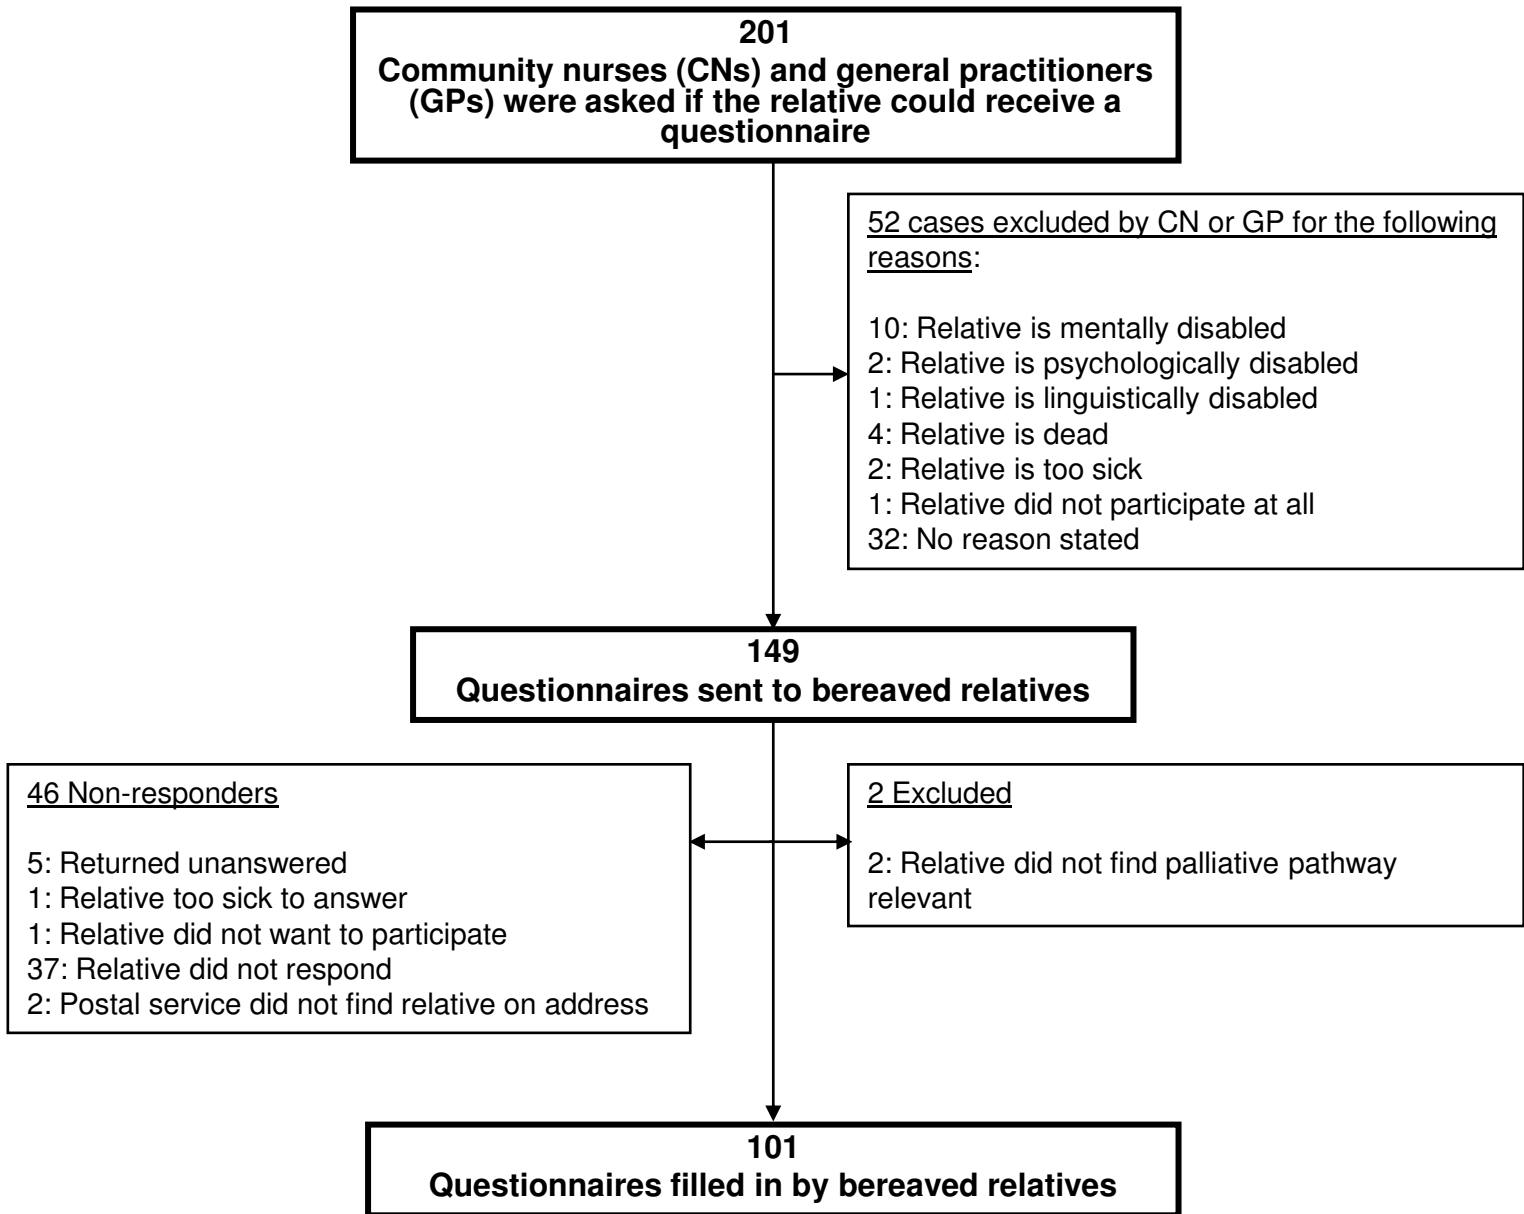 201
Community nurses (CNs) and general practitioners
(GPs) were asked if the relative could receive a
questionnaire
52 cases excluded by CN or GP for the following
reasons:
10: Relative is mentally disabled
2: Relative is psychologically disabled
1: Relative is linguistically disabled
4: Relative is dead
2: Relative is too sick
1: Relative did not participate at all
32: No reason stated
149
Questionnaires sent to bereaved relatives
46 Non-responders
5: Returned unanswered
1: Relative too sick to answer
1: Relative did not want to participate
37: Relative did not respond
2: Postal service did not find relative on address
2 Excluded
2: Relative did not find palliative pathway
relevant
101
Questionnaires filled in by bereaved relatives